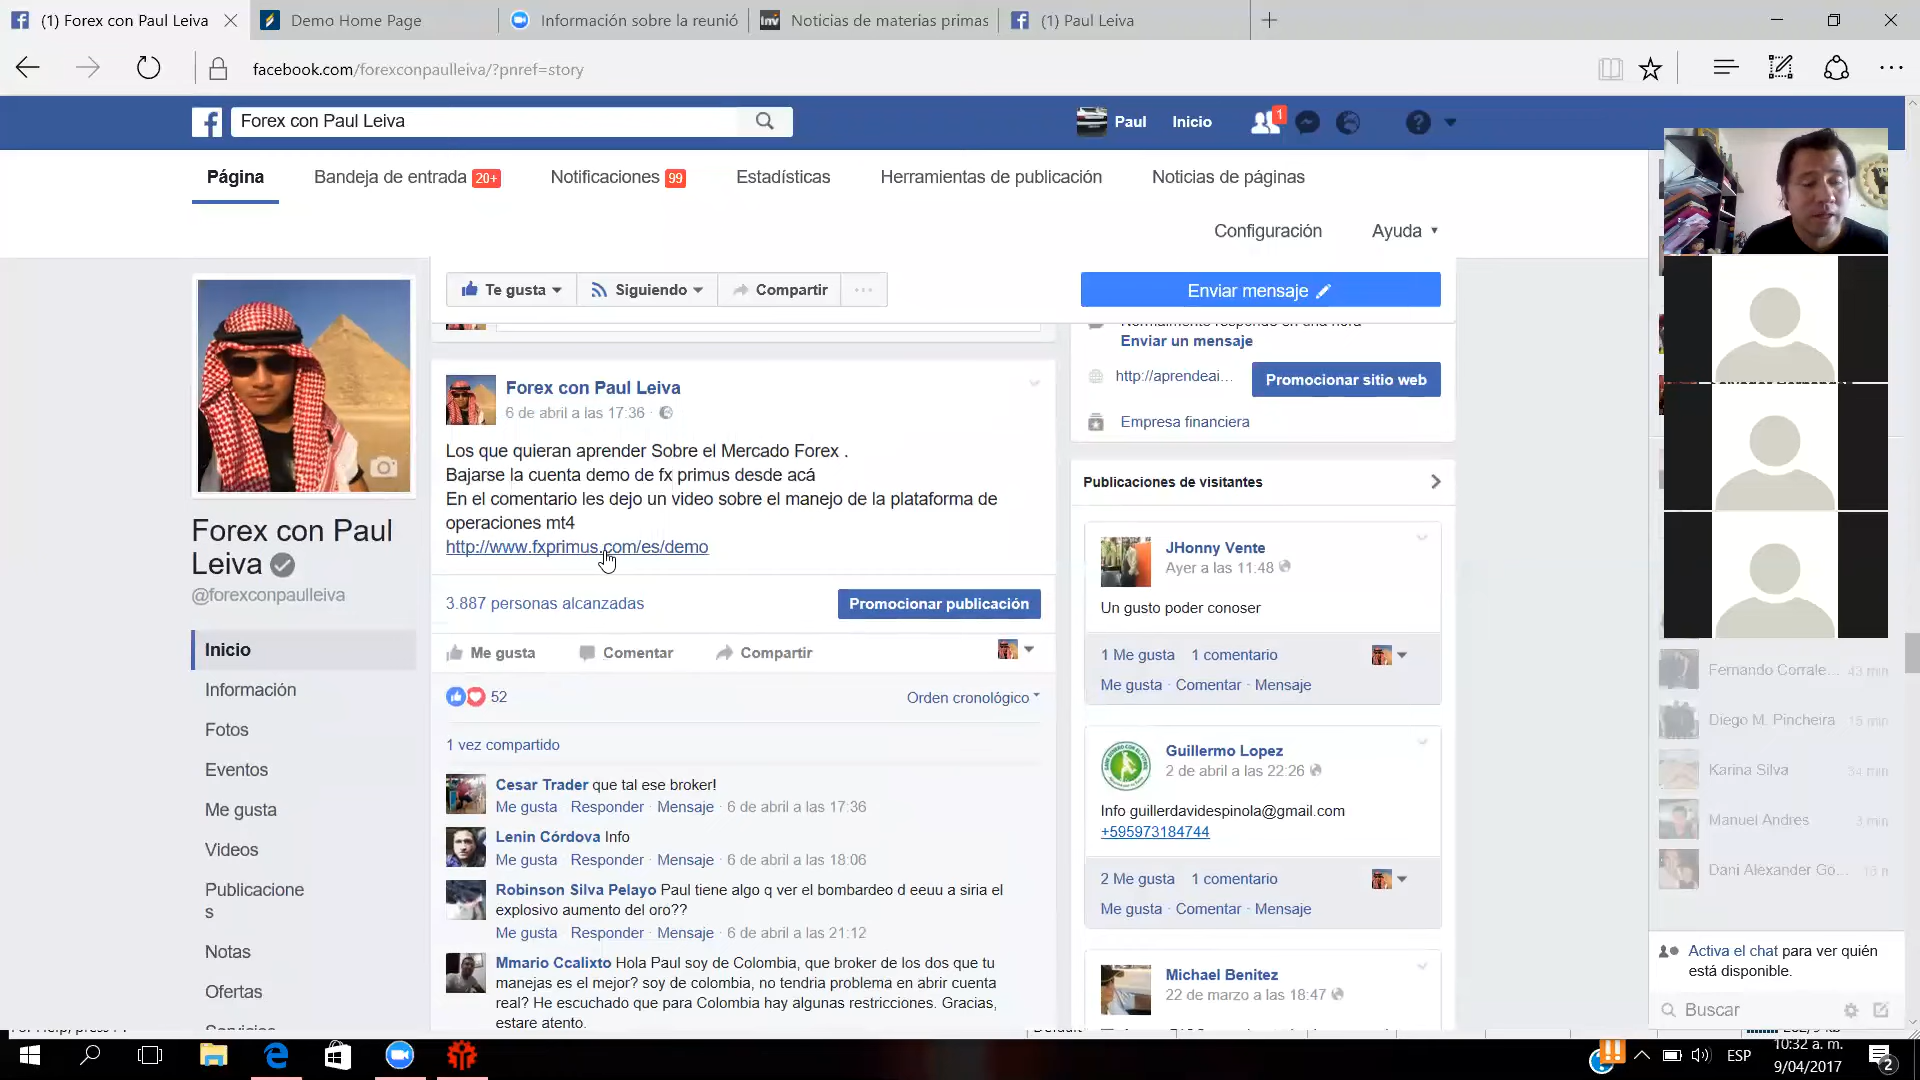 (1) Forex con Paul Leiva
Demo Home Page
Información sobre la reunió
Noticias de materias primas
(1) Paul Leiva
facebook.com/forexconpaulleiva/?pnref=story
Forex con Paul Leiva
Paul
Inicio
1
Página
Bandeja de entrada 20+
Notificaciones 99
Estadísticas
Herramientas de publicación
Noticias de páginas
Configuración
Ayuda
Te gusta
Siguiendo
Compartir
Enviar mensaje
Forex con Paul
Leiva
@forexconpaulleiva
Inicio
Información
Fotos
Eventos
Me gusta
Videos
Publicacione
s
Notas
Ofertas
Forex con Paul Leiva
6 de abril a las 17:36 ·
Los que quieran aprender Sobre el Mercado Forex .
Bajarse la cuenta demo de fx primus desde acá
En el comentario les dejo un video sobre el manejo de la plataforma de
operaciones mt4
http://www.fxprimus.com/es/demo
3.887 personas alcanzadas
Promocionar publicación
Me gusta
Comentar
Compartir
52
Orden cronológico
1 vez compartido
Cesar Trader que tal ese broker!
Me gusta · Responder · Mensaje · 6 de abril a las 17:36
Lenin Córdova Info
Me gusta · Responder · Mensaje · 6 de abril a las 18:06
Robinson Silva Pelayo Paul tiene algo q ver el bombardeo d eeuu a siria el
explosivo aumento del oro??
Me gusta · Responder · Mensaje · 6 de abril a las 21:12
Mmario Ccalixto Hola Paul soy de Colombia, que broker de los dos que tu
manejas es el mejor? soy de colombia, no tendria problema en abrir cuenta
real? He escuchado que para Colombia hay algunas restricciones. Gracias,
estare atento.
Normalmente responde en una hora
Enviar un mensaje
http://aprendeai...
Promocionar sitio web
Empresa financiera
Publicaciones de visitantes
JHonny Vente
Ayer a las 11:48
Un gusto poder conoser
1 Me gusta
1 comentario
Me gusta · Comentar · Mensaje
Guillermo Lopez
2 de abril a las 22:26
Info guillerdavidespinola@gmail.com
+595973184744
2 Me gusta
1 comentario
Me gusta · Comentar · Mensaje
Michael Benitez
22 de marzo a las 18:47
Fernando Corrale... 43 min
Diego M. Pincheira 15 min
Karina Silva 34 min
Manuel Andres 3 min
Dani Alexander Go...
Activa el chat para ver quién
está disponible.
Buscar
ESP
10:32 a. m.
9/04/2017
2